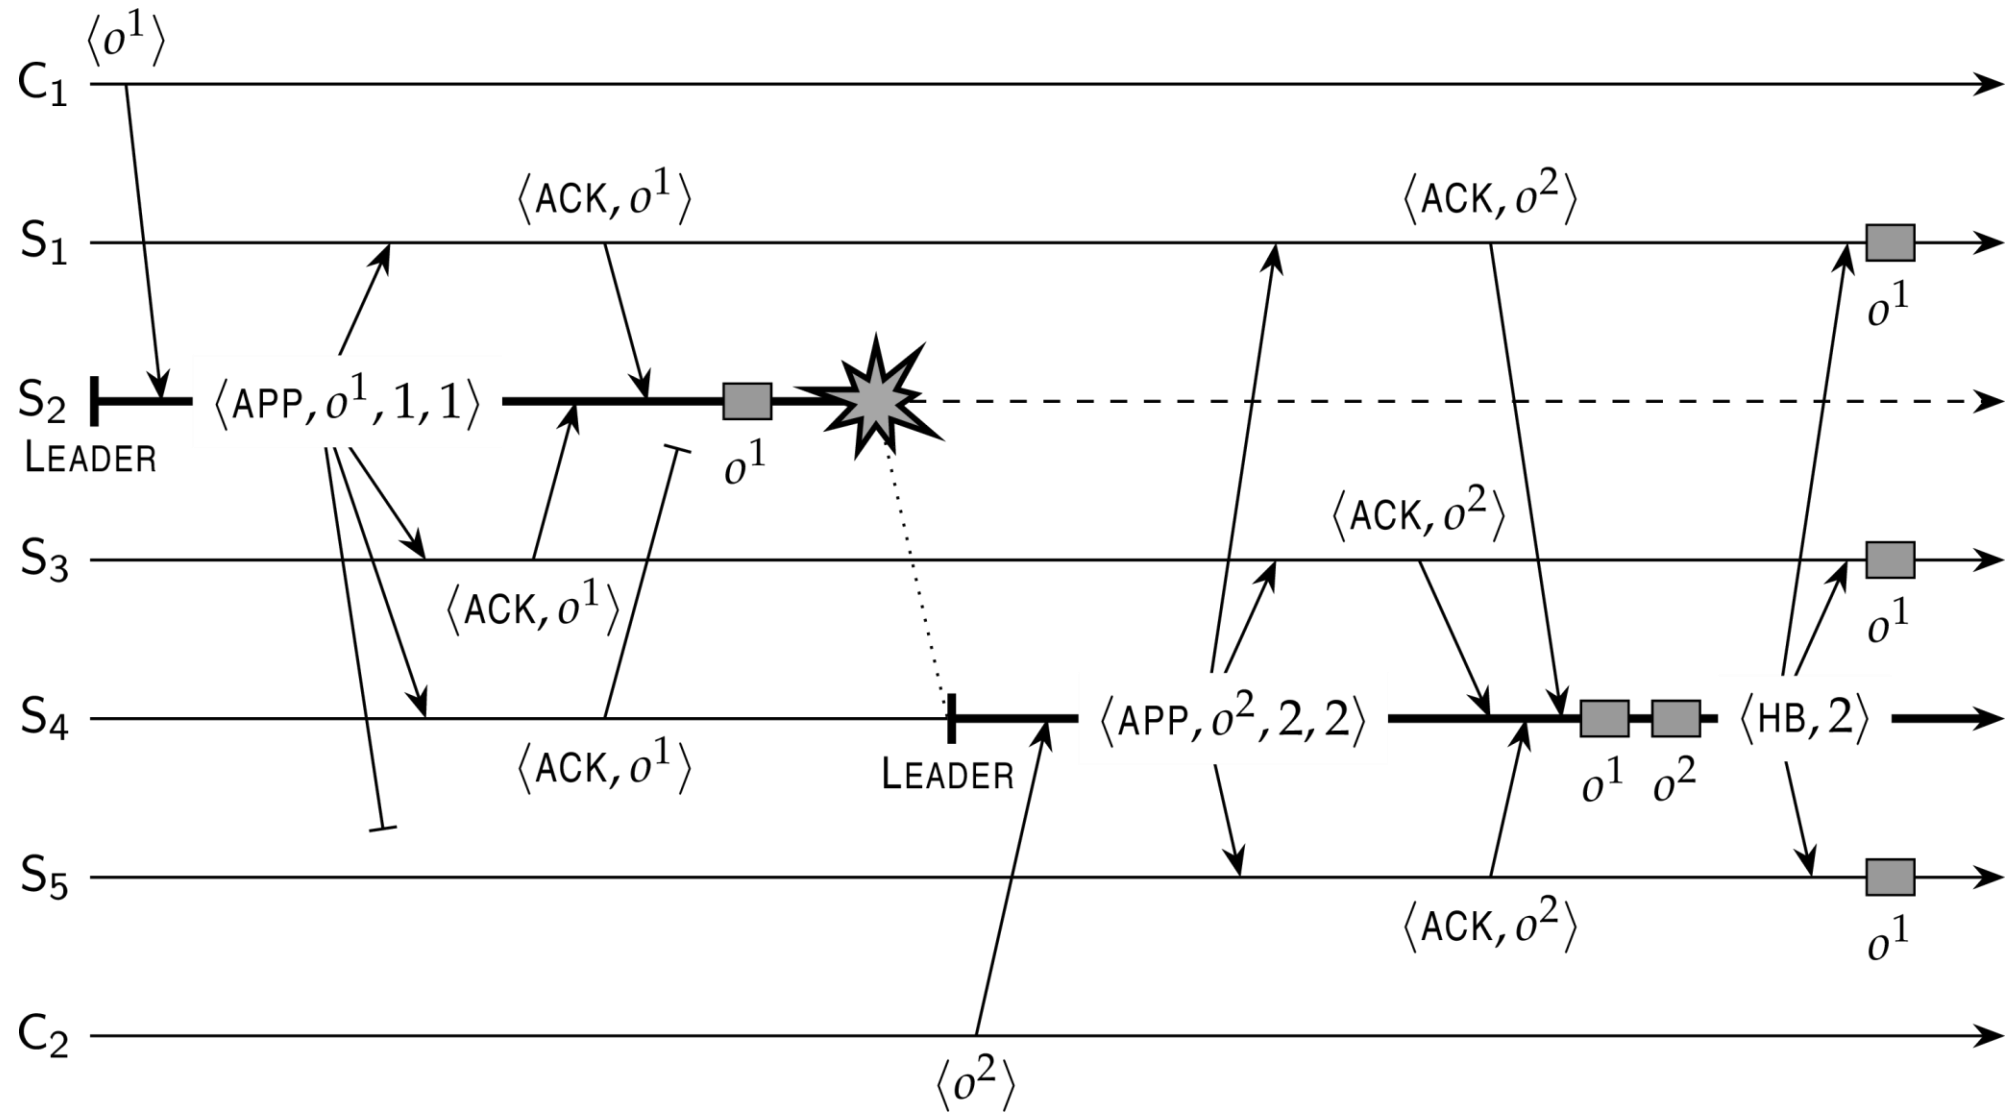 ⟨o¹⟩
C₁
⟨ACK, o¹⟩
⟨ACK, o²⟩
S₁
o¹
S₂
⟨APP, o¹, 1, 1⟩
LEADER
o¹
⟨ACK, o²⟩
S₃
⟨ACK, o¹⟩
o¹
S₄
⟨APP, o², 2, 2⟩
⟨HB, 2⟩
⟨ACK, o¹⟩
LEADER
o¹
o²
S₅
⟨ACK, o²⟩
o¹
C₂
⟨o²⟩